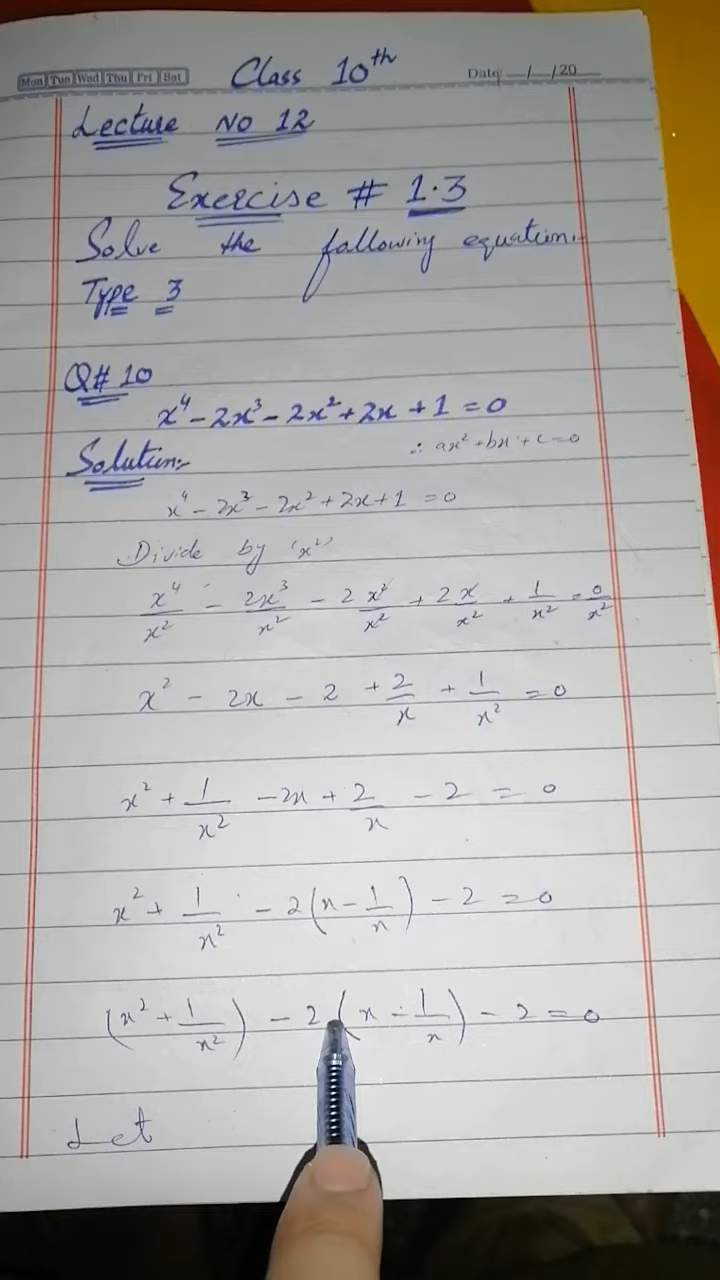 Mon Tue Wed Thu Fri Sat
Class 10th
Date: __/__/20__
Lecture No 12
Exercise # 1.3
Solve the following equation.
Type 3
Q# 10
x⁴ - 2x³ - 2x² + 2x + 1 = 0
Solution:-
∴ ax² + bx + c = 0
x⁴ - 2x³ - 2x² + 2x + 1 = 0
Divide by 'x²'
x⁴/x² - 2x³/x² - 2x²/x² + 2x/x² + 1/x² = 0/x²
x² - 2x - 2 + 2/x + 1/x² = 0
x² + 1/x² - 2x + 2/x - 2 = 0
x² + 1/x² - 2(x - 1/x) - 2 = 0
(x² + 1/x²) - 2(x - 1/x) - 2 = 0
Let